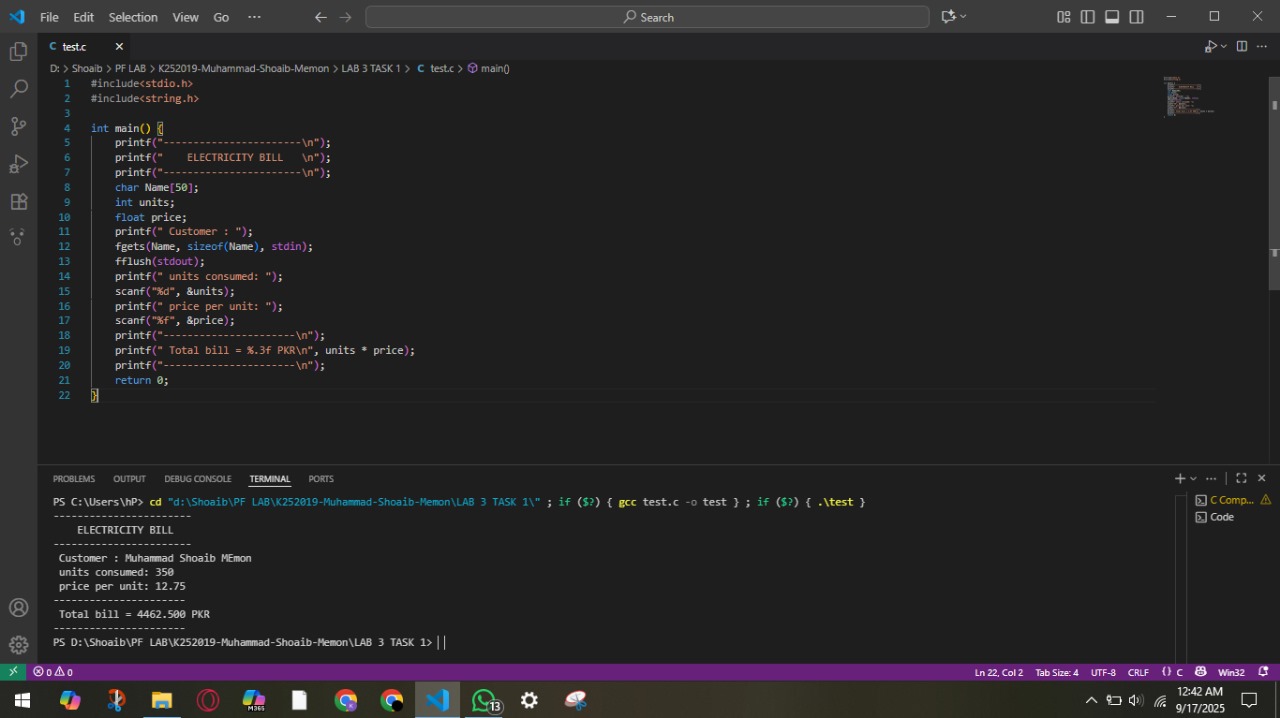 File Edit Selection View Go ··· Search
test.c
D: > Shoaib > PF LAB > K252019-Muhammad-Shoaib-Memon > LAB 3 TASK 1 > C test.c > main()
1 #include<stdio.h>
2 #include<string.h>
3
4 int main() {
5 printf("-----------------------\n");
6 printf("    ELECTRICITY BILL   \n");
7 printf("-----------------------\n");
8 char Name[50];
9 int units;
10 float price;
11 printf(" Customer : ");
12 fgets(Name, sizeof(Name), stdin);
13 fflush(stdout);
14 printf(" units consumed: ");
15 scanf("%d", &units);
16 printf(" price per unit: ");
17 scanf("%f", &price);
18 printf("----------------------\n");
19 printf(" Total bill = %.3f PKR\n", units * price);
20 printf("----------------------\n");
21 return 0;
22 }
PROBLEMS OUTPUT DEBUG CONSOLE TERMINAL PORTS
PS C:\Users\hP> cd "d:\Shoaib\PF LAB\K252019-Muhammad-Shoaib-Memon\LAB 3 TASK 1\" ; if ($?) { gcc test.c -o test } ; if ($?) { .\test }
-----------------------
ELECTRICITY BILL
-----------------------
Customer : Muhammad Shoaib MEmon
units consumed: 350
price per unit: 12.75
----------------------
Total bill = 4462.500 PKR
----------------------
PS D:\Shoaib\PF LAB\K252019-Muhammad-Shoaib-Memon\LAB 3 TASK 1>
C Comp...
Code
0 0 Ln 22, Col 2 Tab Size: 4 UTF-8 CRLF {} C Win32
M365
13
12:42 AM
9/17/2025